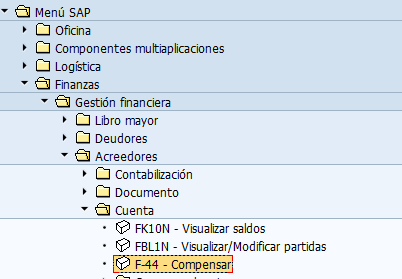 Menú SAP
Oficina
Componentes multiaplicaciones
Logística
Finanzas
Gestión financiera
Libro mayor
Deudores
Acreedores
Contabilización
Documento
Cuenta
FK10N - Visualizar saldos
FBL1N - Visualizar/Modificar partidas
F-44 - Compensar